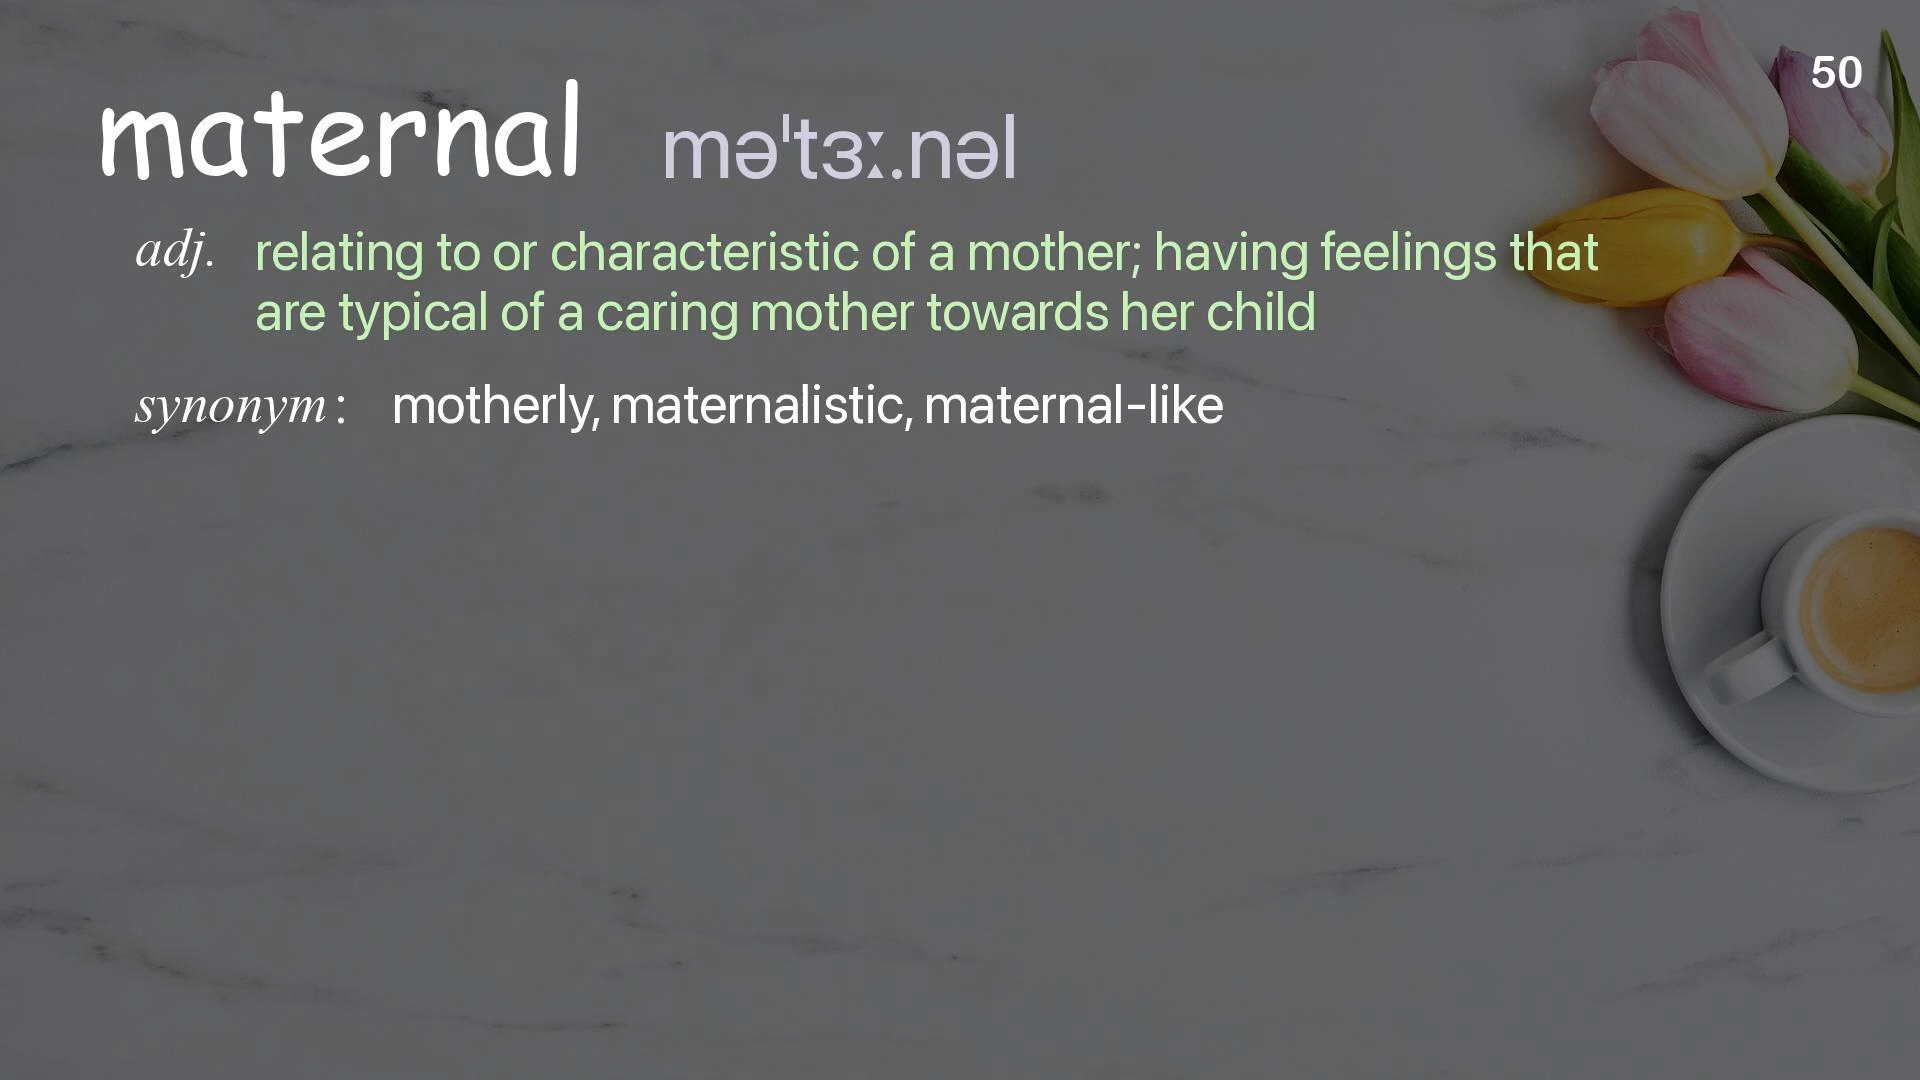 50
maternal məˈtɜː.nəl
adj. relating to or characteristic of a mother; having feelings that
are typical of a caring mother towards her child
synonym : motherly, maternalistic, maternal-like